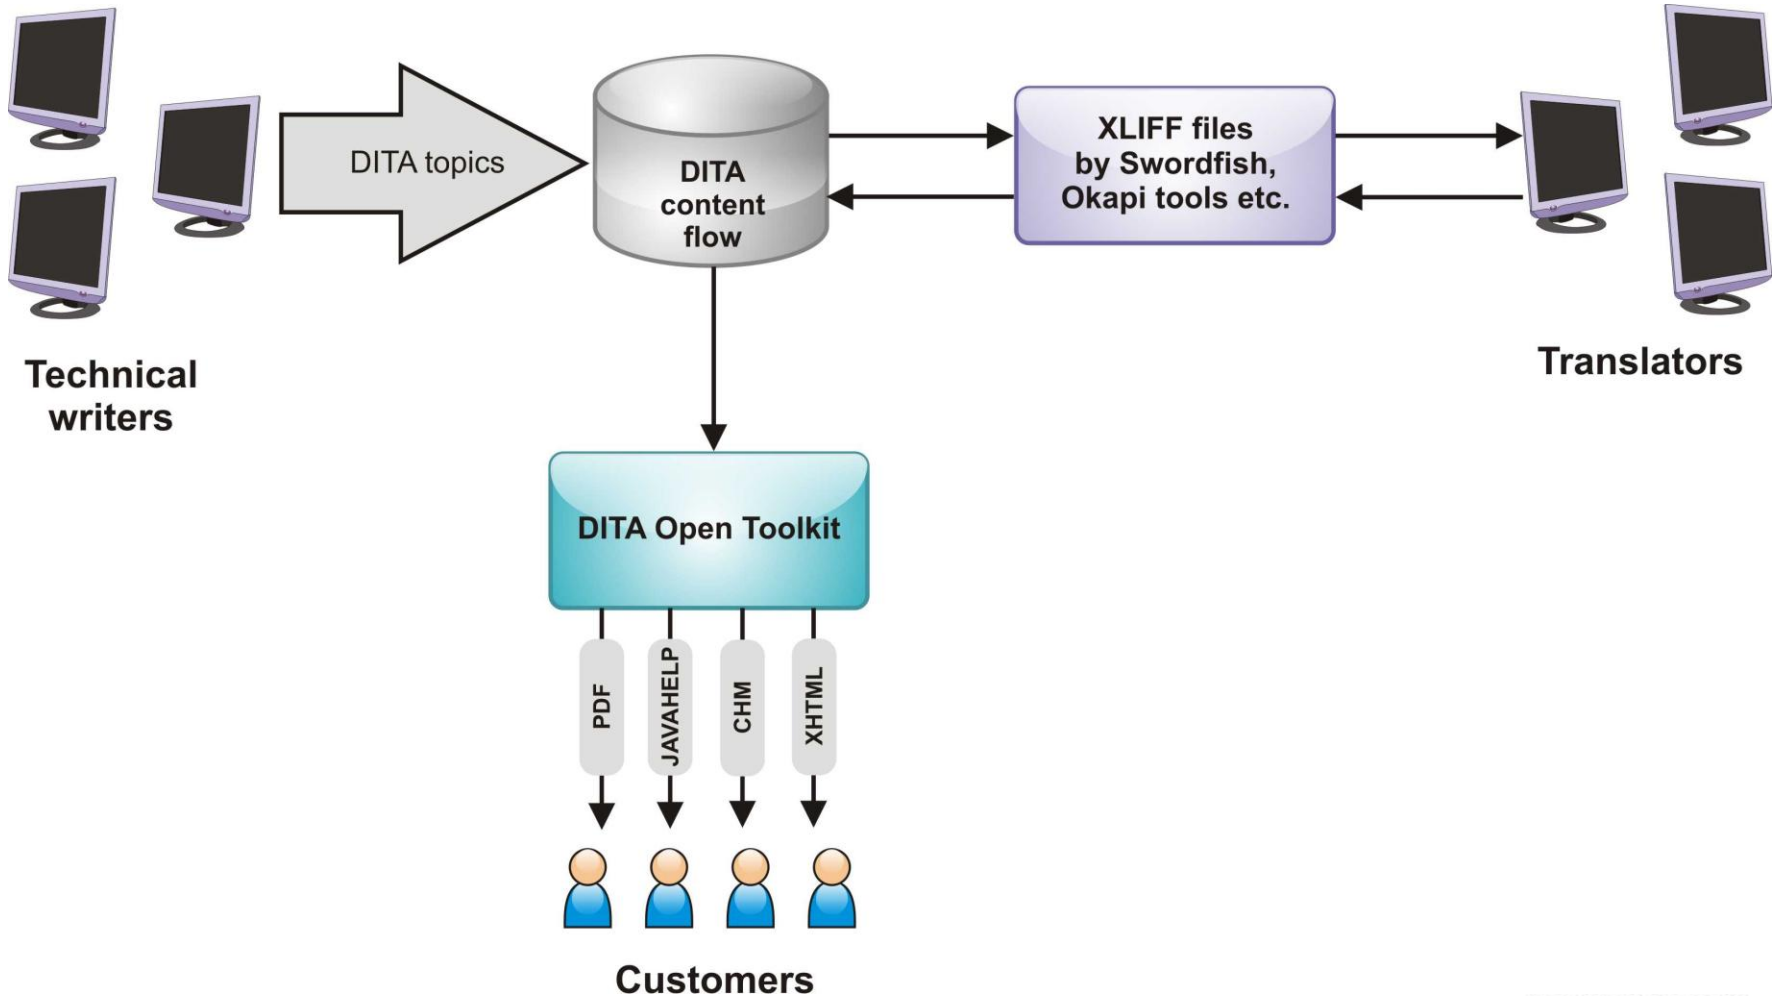 DITA topics
DITA
content
flow
XLIFF files
by Swordfish,
Okapi tools etc.
Technical
writers
Translators
DITA Open Toolkit
PDF
JAVAHELP
CHM
XHTML
Customers